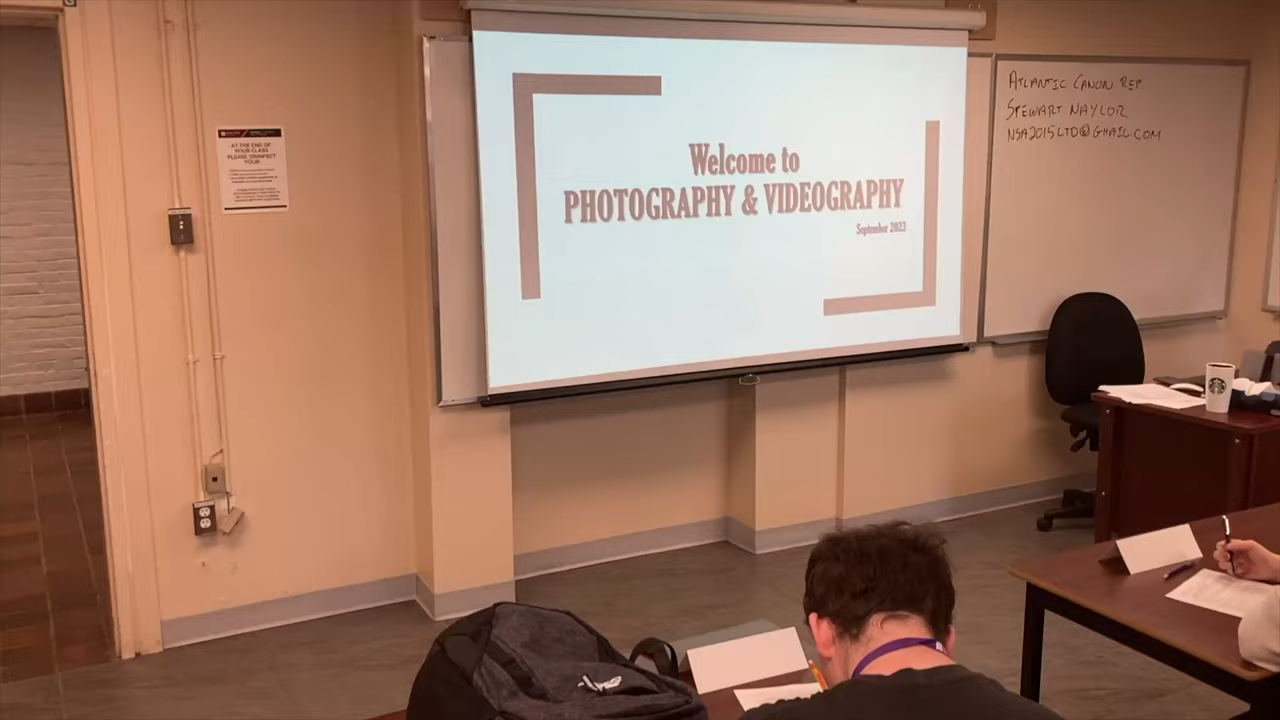 AT THE END OF
YOUR CLASS
PLEASE DISINFECT
YOUR
Welcome to
PHOTOGRAPHY & VIDEOGRAPHY
September 2023
ATLANTIC CANON REP
STEWART NAYLOR
NSA2015LTD@GMAIL.COM